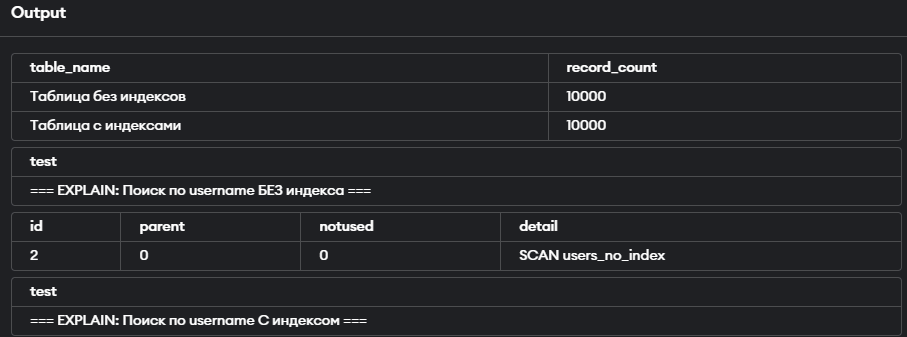 Output
table_name record_count
Таблица без индексов 10000
Таблица с индексами 10000
test
=== EXPLAIN: Поиск по username БЕЗ индекса ===
id parent notused detail
2 0 0 SCAN users_no_index
test
=== EXPLAIN: Поиск по username С индексом ===